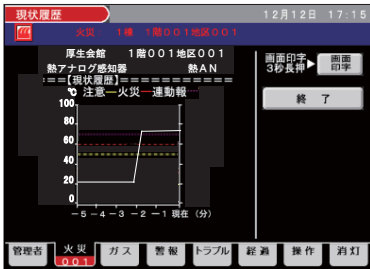 現状履歴
12月12日 17:15
火災 1棟 1階001地区001
厚生会館 1階001地区001
熱アナログ感知器 熱AN
==【現状履歴】==========
℃ 注意—火災—連動報
100
80
60
40
20
0
-5 -4 -3 -2 -1 現在 (分)
画面印字
3秒長押▶
画面
印字
終 了
管理者
火災
001
ガス
警報
トラブル
経過
操作
消灯